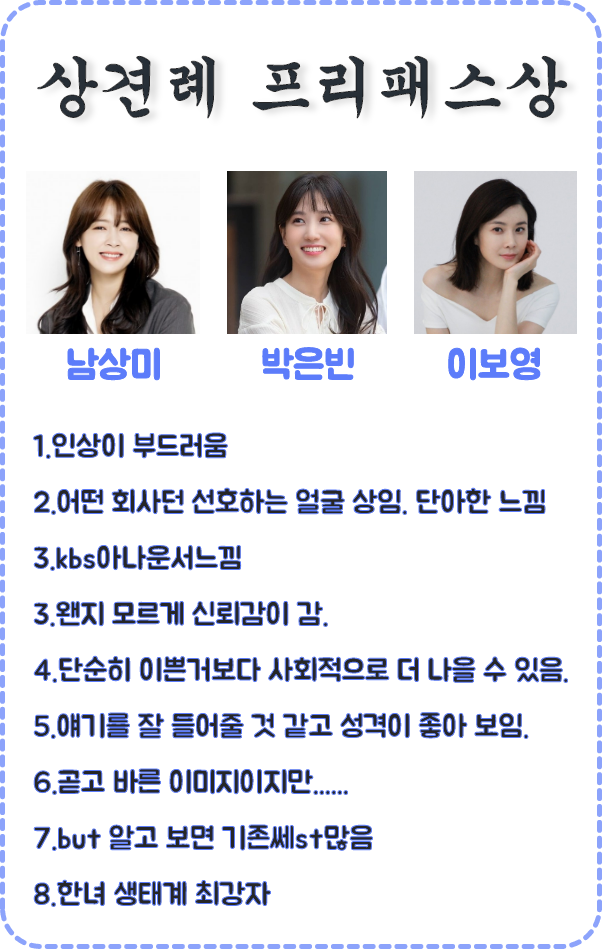 상견례 프리패스상
남상미 박은빈 이보영
1.인상이 부드러움
2.어떤 회사던 선호하는 얼굴 상임. 단아한 느낌
3.kbs아나운서느낌
3.왠지 모르게 신뢰감이 감.
4.단순히 이쁜거보다 사회적으로 더 나을 수 있음.
5.얘기를 잘 들어줄 것 같고 성격이 좋아 보임.
6.곧고 바른 이미지이지만......
7.but 알고 보면 기존쎄st많음
8.한녀 생태계 최강자